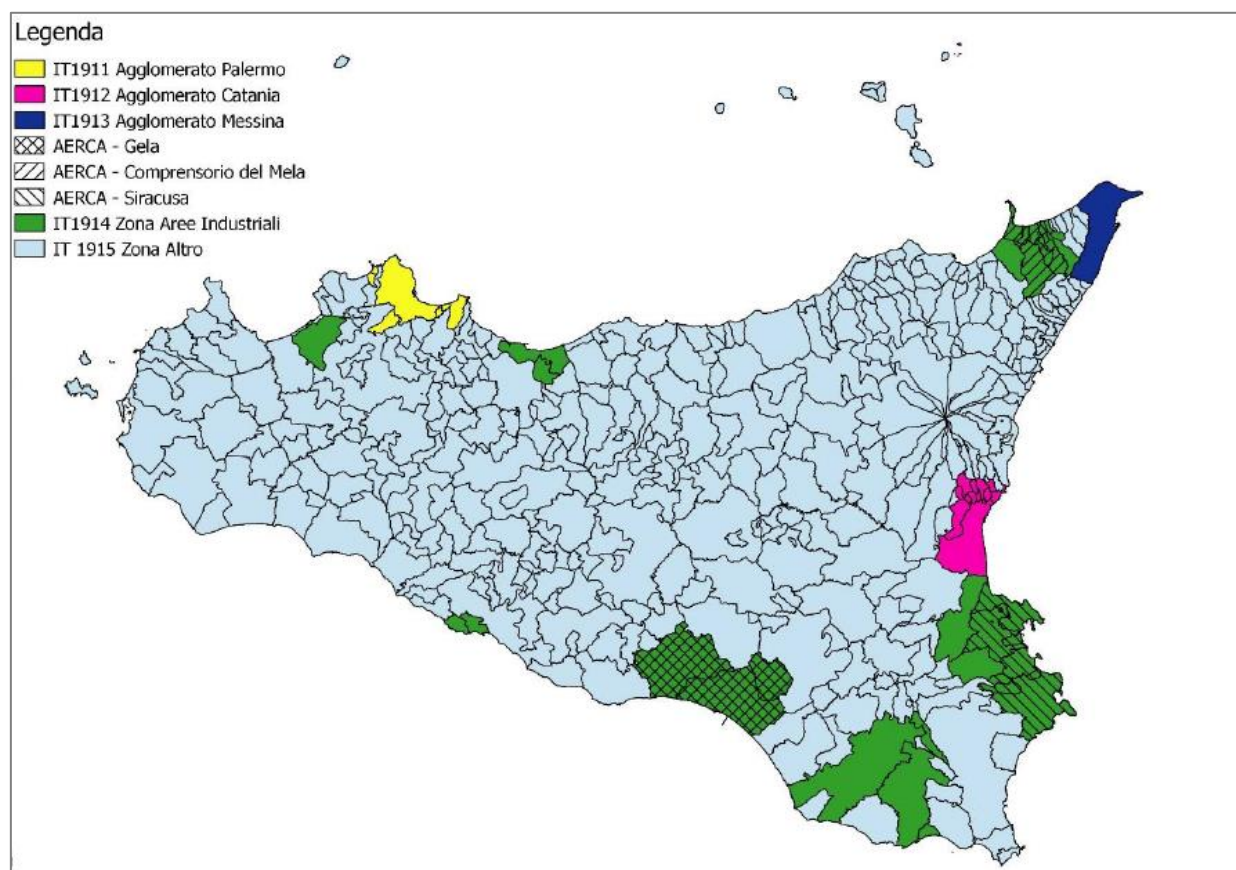 Legenda
IT1911 Agglomerato Palermo
IT1912 Agglomerato Catania
IT1913 Agglomerato Messina
AERCA - Gela
AERCA - Comprensorio del Mela
AERCA - Siracusa
IT1914 Zona Aree Industriali
IT 1915 Zona Altro